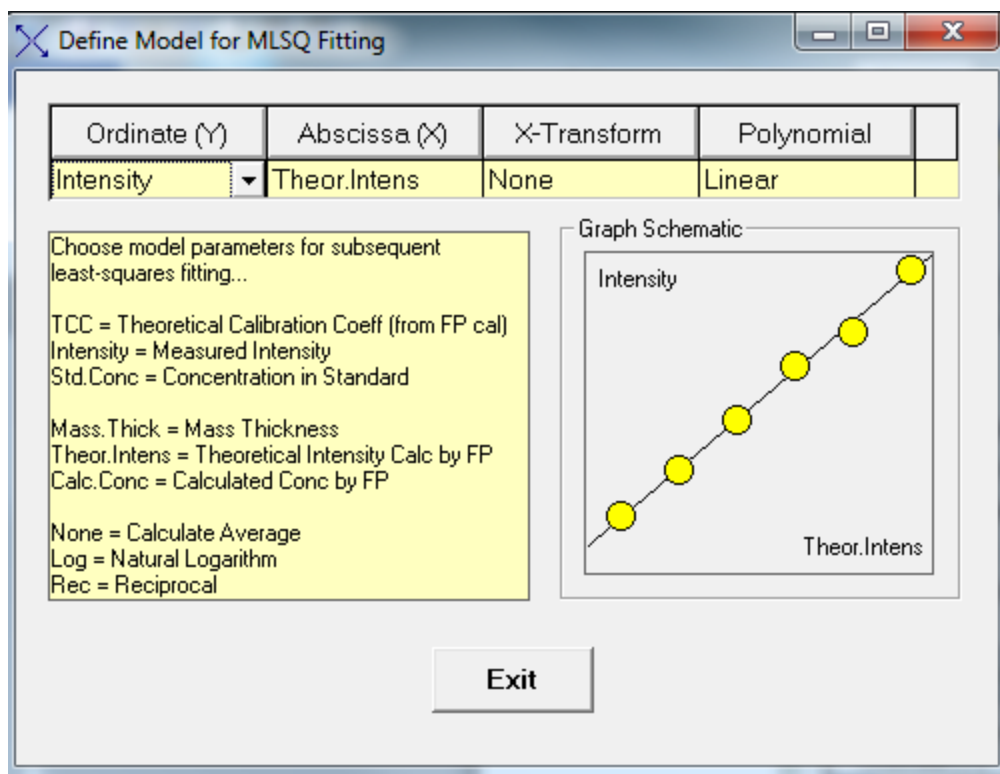 Define Model for MLSQ Fitting
Ordinate (Y) Abscissa (X) X-Transform Polynomial
Intensity Theor.Intens None Linear
Choose model parameters for subsequent
least-squares fitting...
TCC = Theoretical Calibration Coeff (from FP cal)
Intensity = Measured Intensity
Std.Conc = Concentration in Standard
Mass.Thick = Mass Thickness
Theor.Intens = Theoretical Intensity Calc by FP
Calc.Conc = Calculated Conc by FP
None = Calculate Average
Log = Natural Logarithm
Rec = Reciprocal
Graph Schematic
Intensity
Theor.Intens
Exit